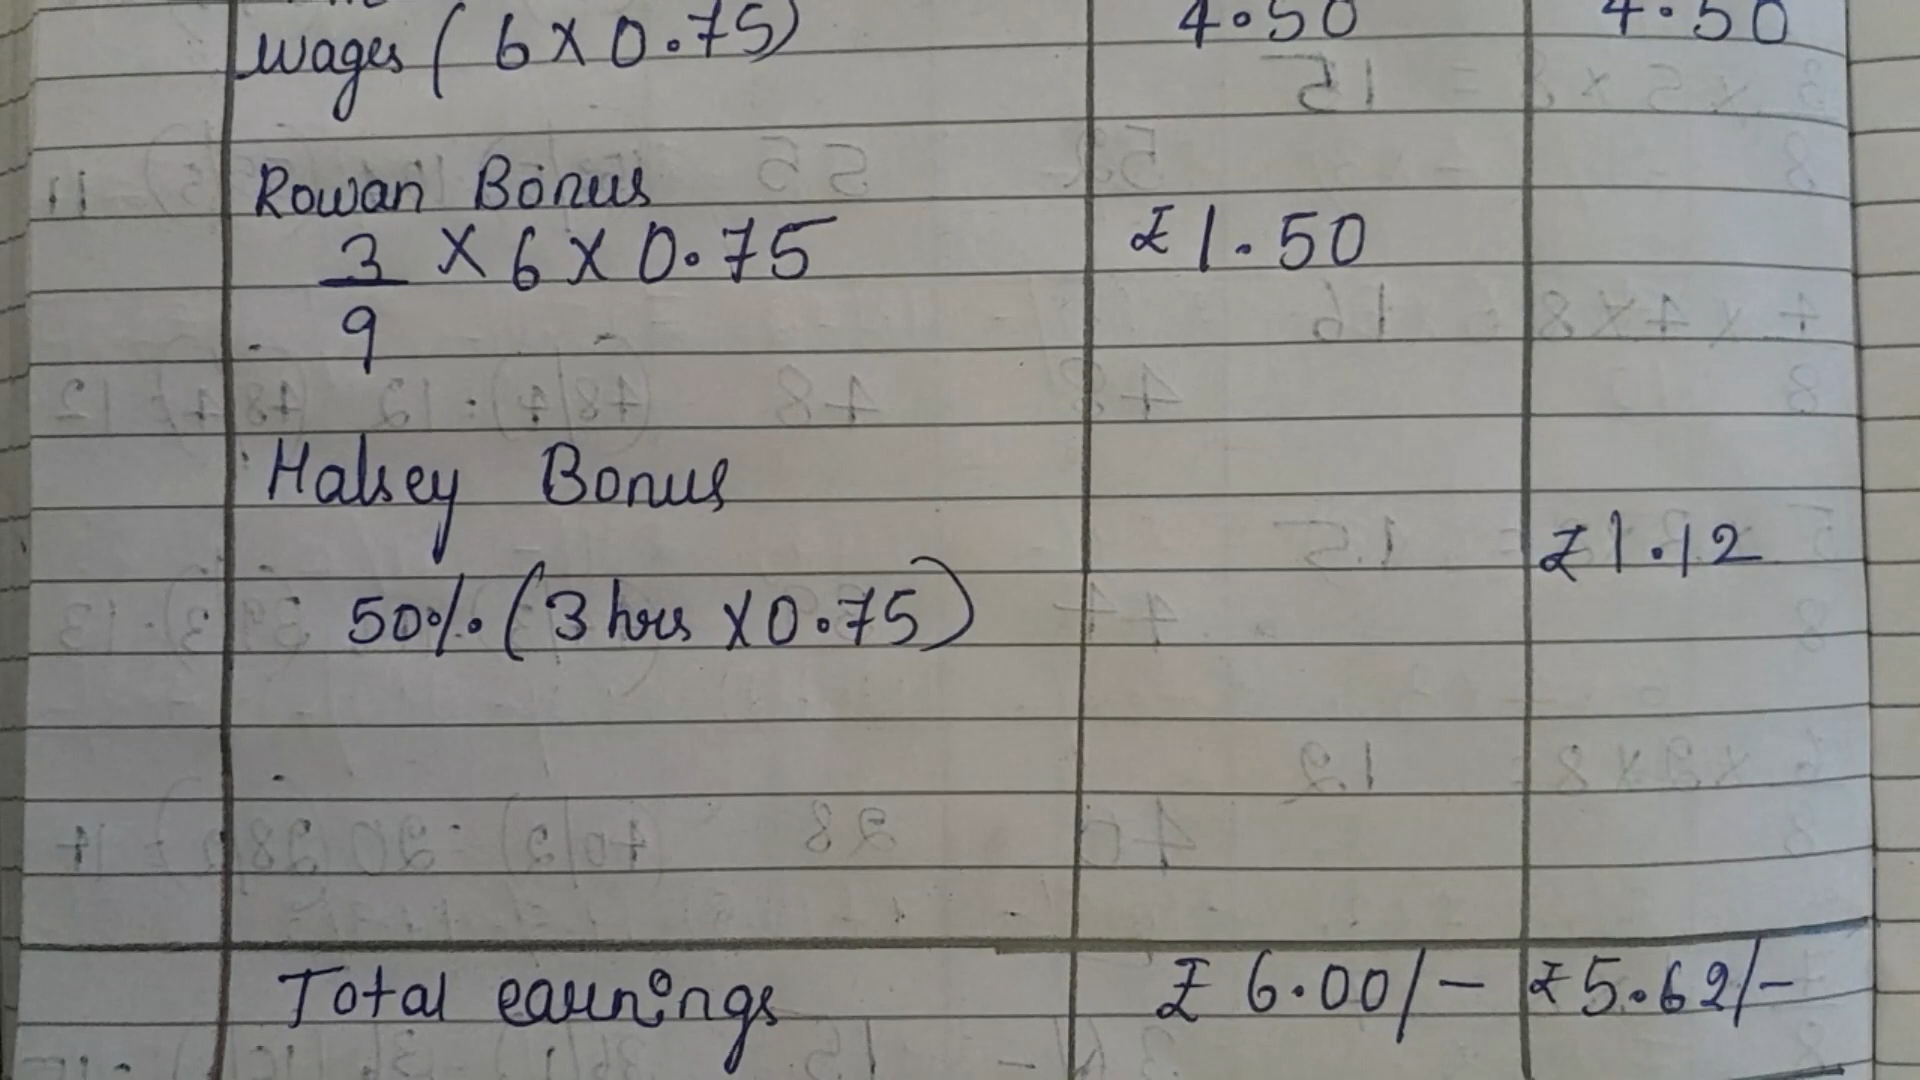 wages ( 6 x 0.75) 4.50 4.50
Rowan Bonus
3 x 6 x 0.75 ₹1.50
9
Halsey Bonus
₹1.12
50% (3 hrs x 0.75)
Total earnings ₹ 6.00/- ₹5.62/-